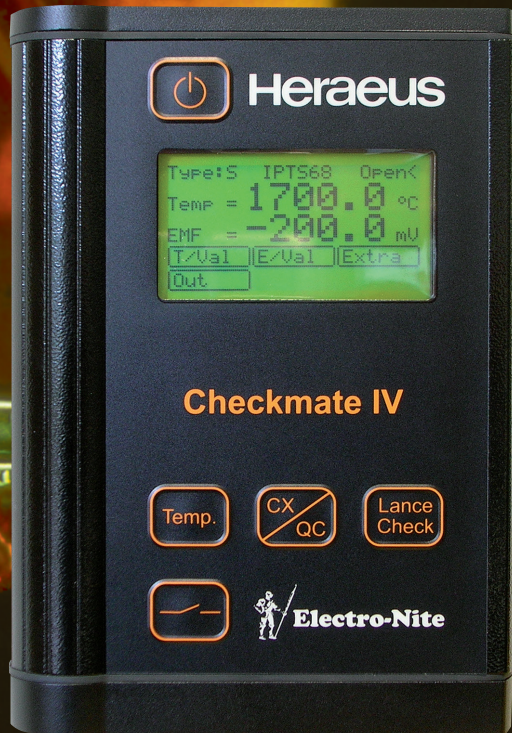 Heraeus
Type:S IPTS68 Open<
Temp = 1700.0 °C
EMF = -200.0 mV
T/Val E/Val Extra
Out
Checkmate IV
Temp. CX/QC Lance Check
Electro-Nite